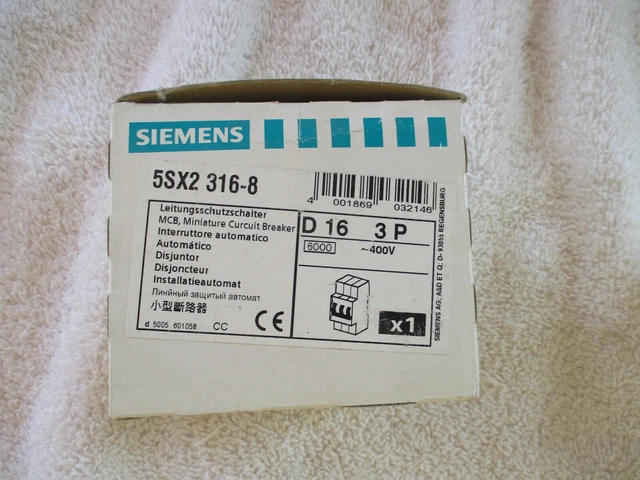 SIEMENS
5SX2 316-8
4 001869 032146
Leitungsschutzschalter
MCB, Miniature Curcuit Breaker
Interruttore automatico
Automático
Disjuntor
Disjoncteur
Installatieautomat
Линейный защитный автомат
小型断路器
d 5005 601058 CC
CE
D 16 3 P
6000 ~400V
x1
SIEMENS AG; A&D ET Q; D- 93055 REGENSBURG